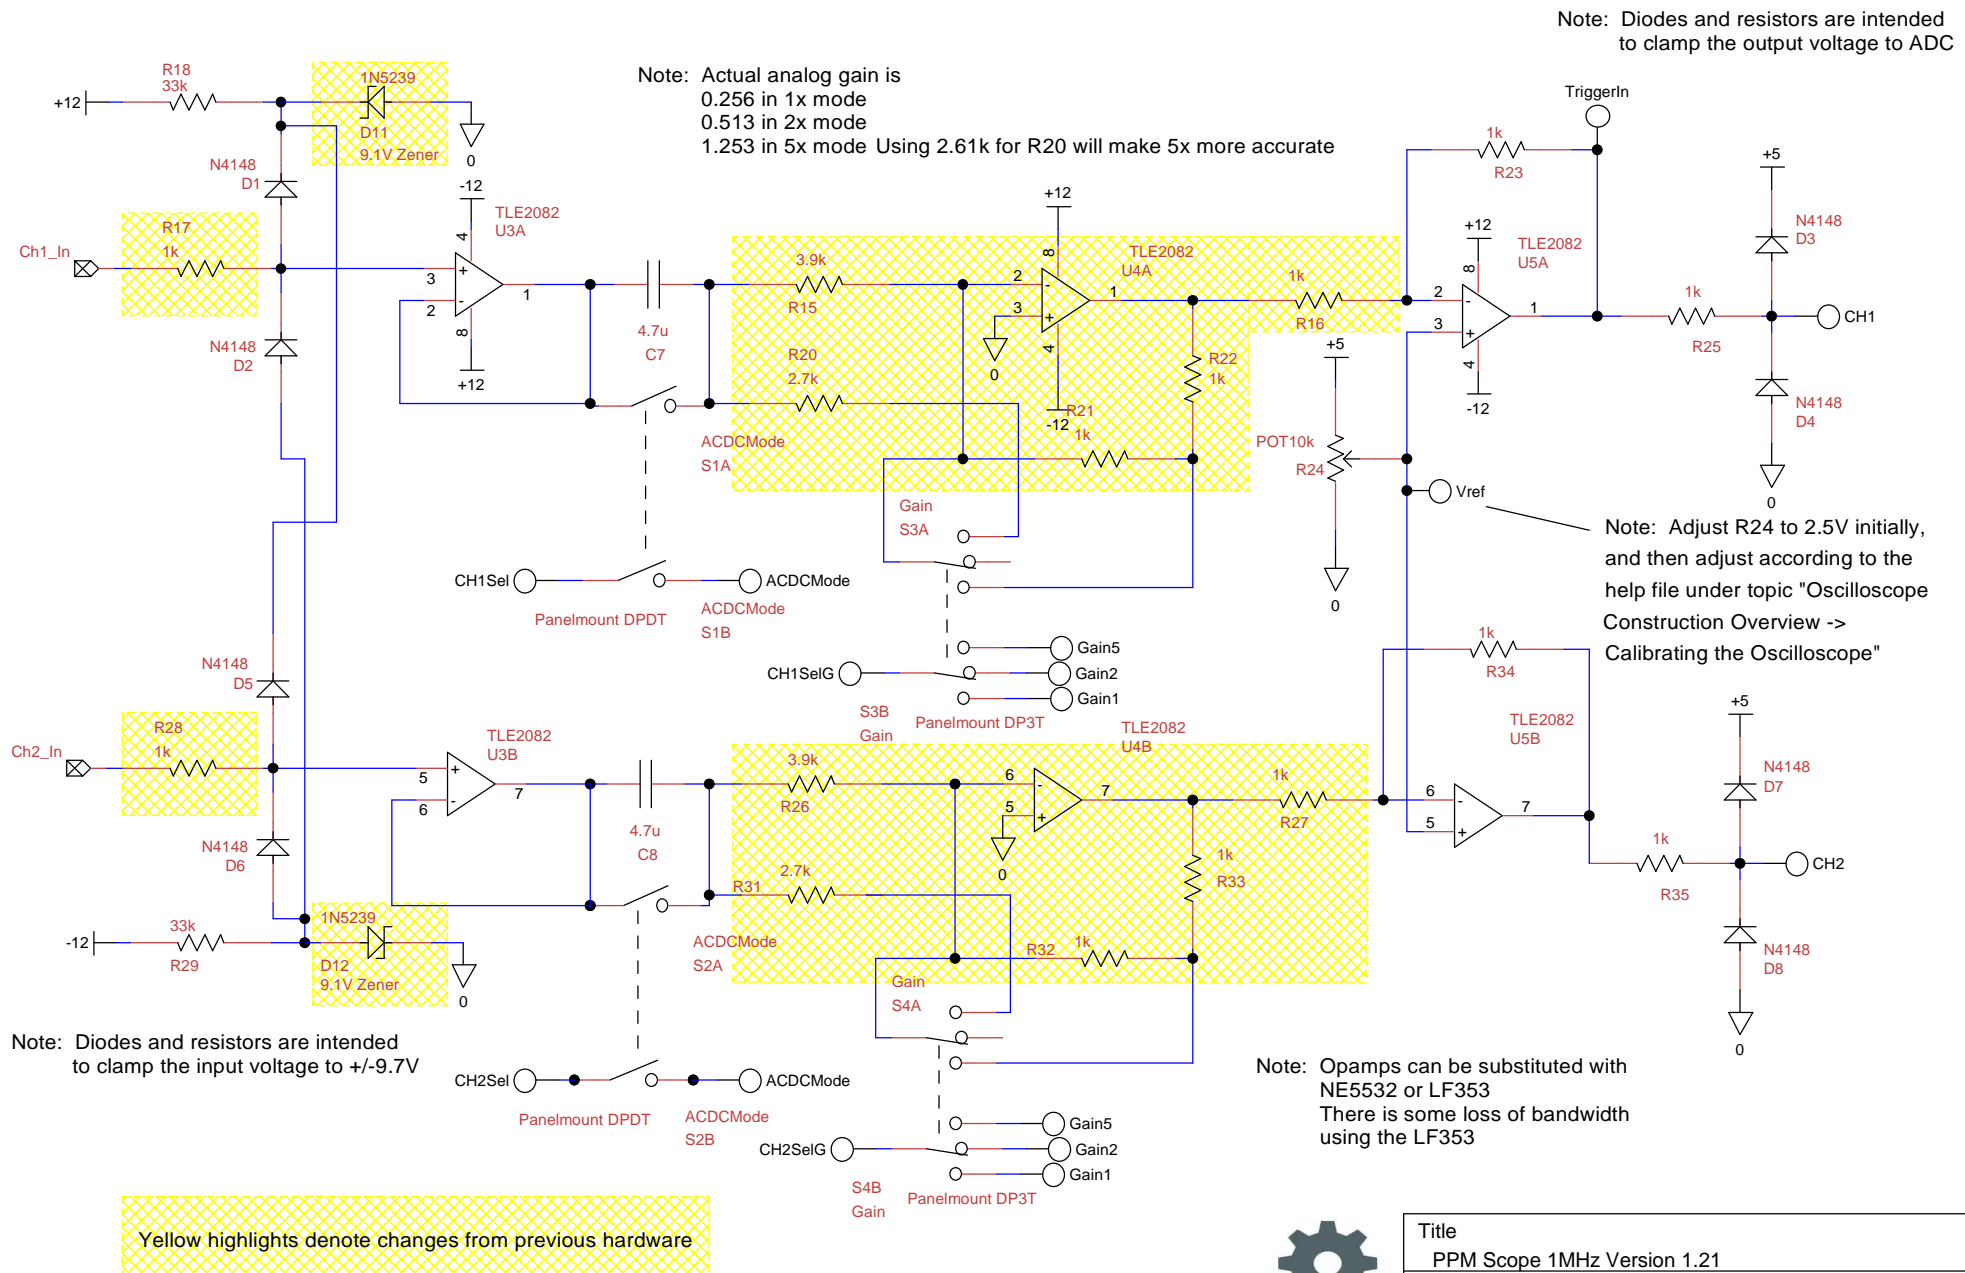 Note: Diodes and resistors are intended
to clamp the output voltage to ADC
R18
33k
+12
1N5239
D11
9.1V Zener
0
Note: Actual analog gain is
0.256 in 1x mode
0.513 in 2x mode
1.253 in 5x mode Using 2.61k for R20 will make 5x more accurate
TriggerIn
1k
R23
+5
N4148
D1
R17
1k
Ch1_In
N4148
D2
-12
4
TLE2082
U3A
3
+
-
2
1
8
+12
4.7u
C7
3.9k
R15
R20
2.7k
+12
8
TLE2082
U4A
2
-
3
+
1
4
-12
0
1k
R16
R22
1k
R21
1k
+12
8
TLE2082
U5A
2
-
3
+
1
4
-12
1k
R25
N4148
D3
CH1
N4148
D4
0
+5
POT10k
R24
0
Vref
Note: Adjust R24 to 2.5V initially,
and then adjust according to the
help file under topic "Oscilloscope
Construction Overview ->
Calibrating the Oscilloscope"
ACDCMode
S1A
Gain
S3A
CH1Sel
ACDCMode
Panelmount DPDT
ACDCMode
S1B
Gain5
CH1SelG
Gain2
Gain1
S3B
Gain
Panelmount DP3T
N4148
D5
R28
1k
Ch2_In
N4148
D6
TLE2082
U3B
5
+
6
-
7
4.7u
C8
3.9k
R26
2.7k
R31
TLE2082
U4B
6
-
5
+
7
0
1k
R27
1k
R33
R32
1k
1k
R34
TLE2082
U5B
6
-
5
+
7
1k
R35
+5
N4148
D7
CH2
N4148
D8
0
33k
-12
R29
1N5239
D12
9.1V Zener
0
ACDCMode
S2A
Gain
S4A
Note: Diodes and resistors are intended
to clamp the input voltage to +/-9.7V
CH2Sel
ACDCMode
Panelmount DPDT
ACDCMode
S2B
Gain5
CH2SelG
Gain2
Gain1
S4B
Gain
Panelmount DP3T
Note: Opamps can be substituted with
NE5532 or LF353
There is some loss of bandwidth
using the LF353
Yellow highlights denote changes from previous hardware
Title
PPM Scope 1MHz Version 1.21